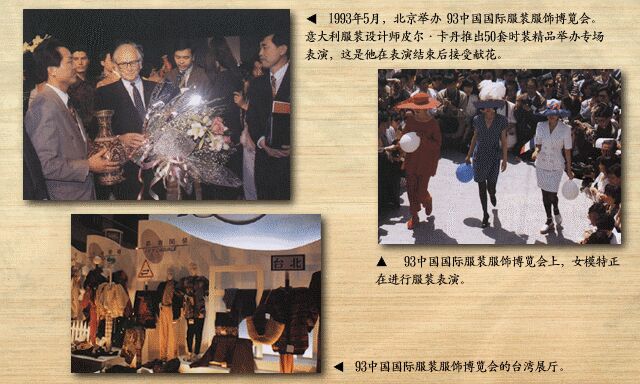 ◀ 1993年5月，北京举办 93中国国际服装服饰博览会。
意大利服装设计师皮尔·卡丹推出50套时装精品举办专场
表演，这是他在表演结束后接受献花。
▲ 93中国国际服装服饰博览会上，女模特正
在进行服装表演。
台北
◀ 93中国国际服装服饰博览会的台湾展厅。